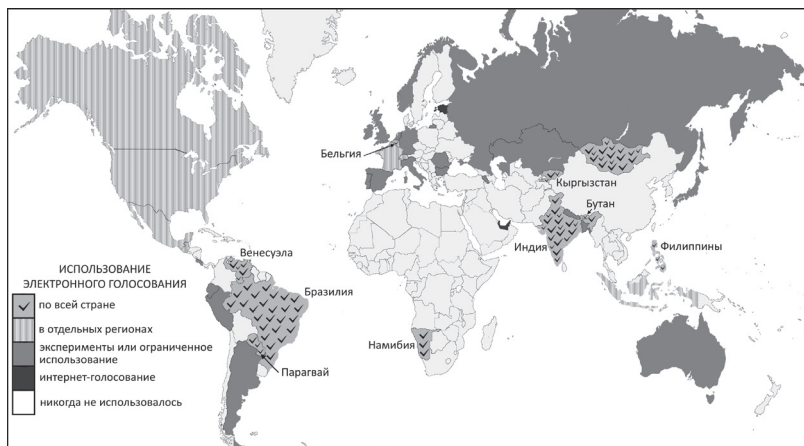 Бельгия
Кыргызстан
Бутан
Индия
Филиппины
Венесуэла
Бразилия
Намибия
Парагвай
ИСПОЛЬЗОВАНИЕ
ЭЛЕКТРОННОГО ГОЛОСОВАНИЯ
по всей стране
в отдельных регионах
эксперименты или ограниченное
использование
интернет-голосование
никогда не использовалось